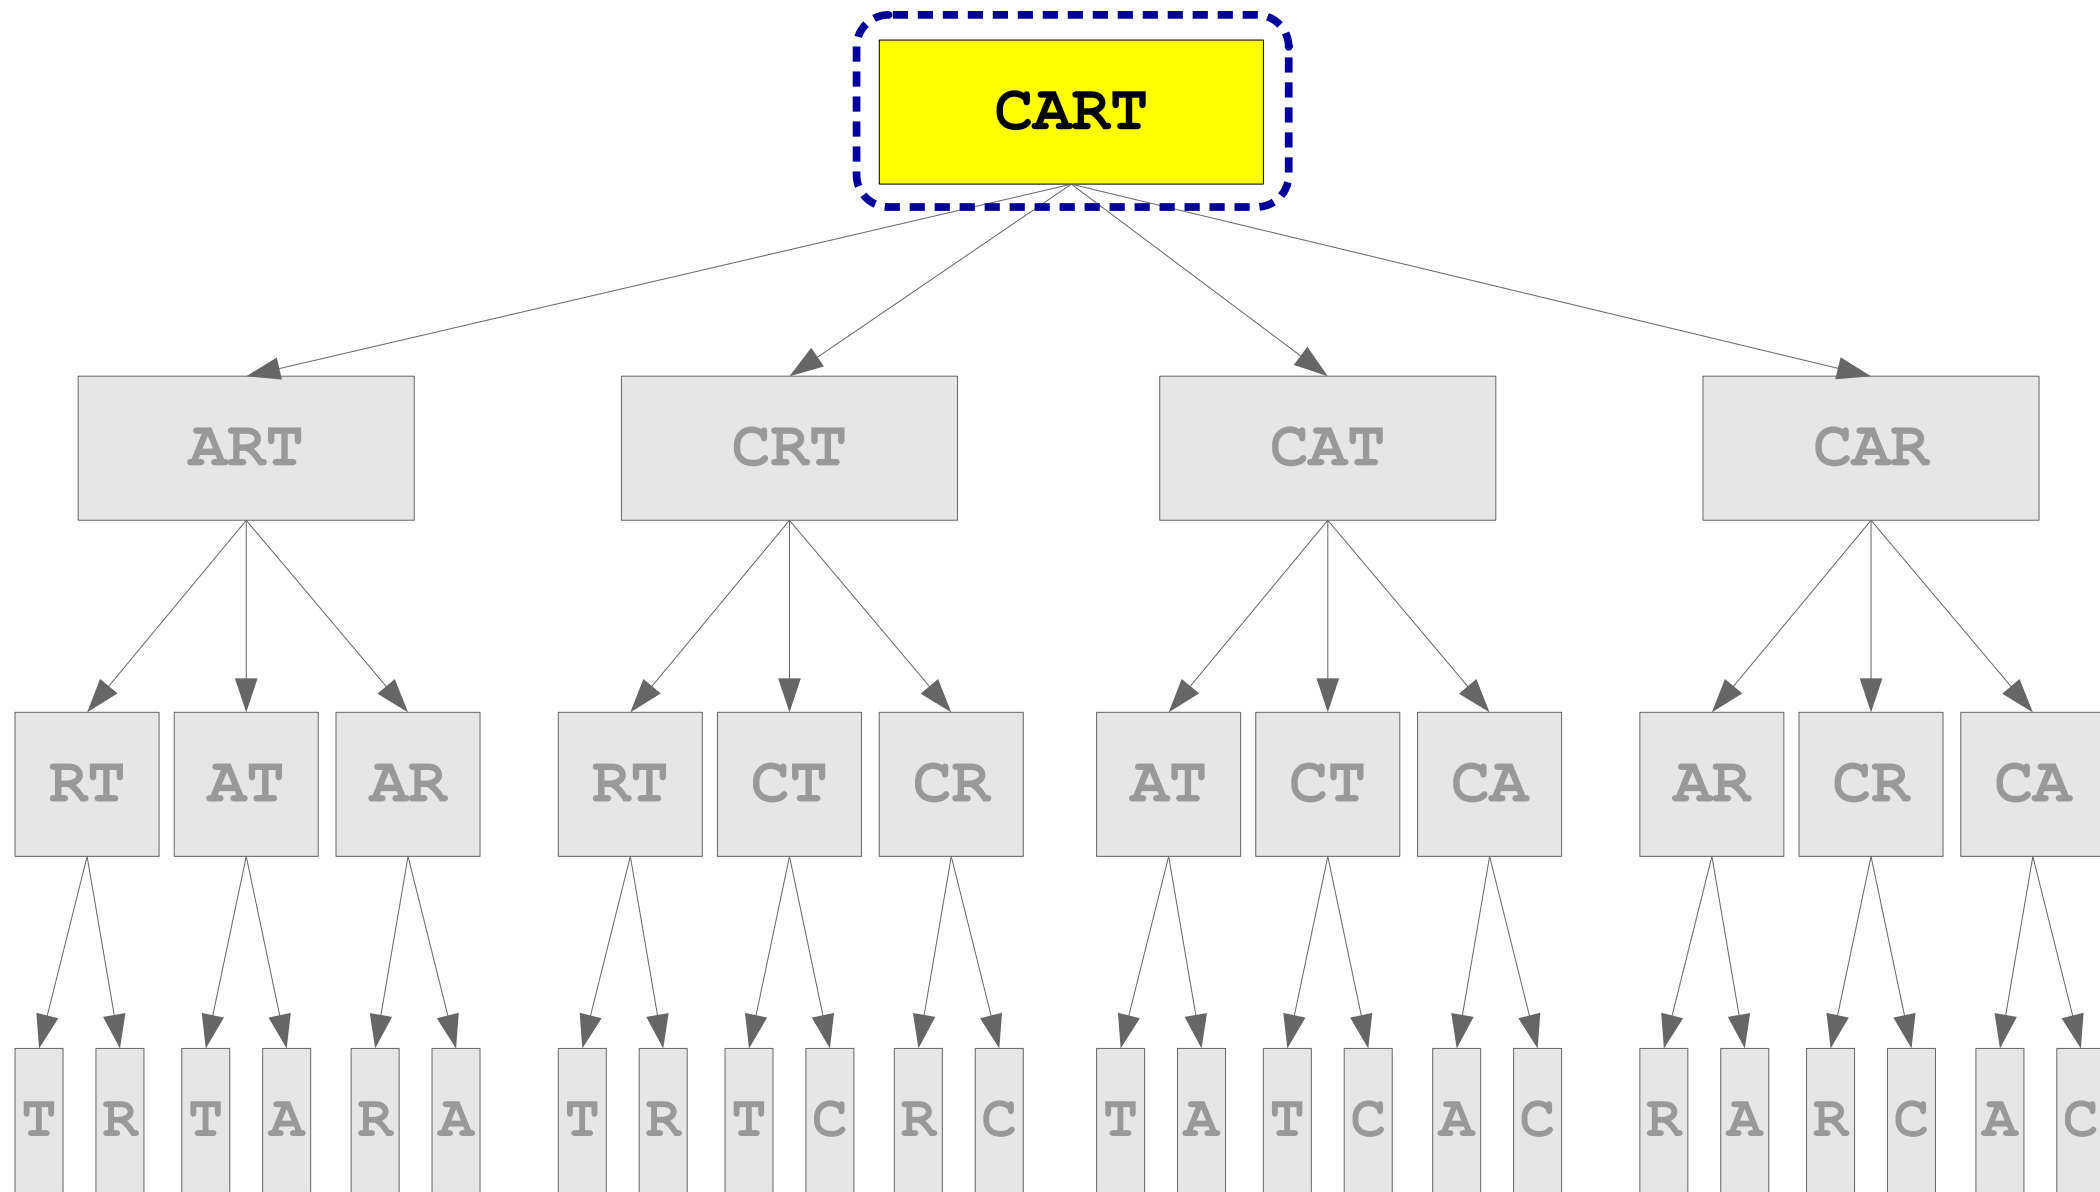 CART
ART CRT CAT CAR
RT AT AR RT CT CR AT CT CA AR CR CA
T R T A R A T R T C R C T A T C A C R A R C A C